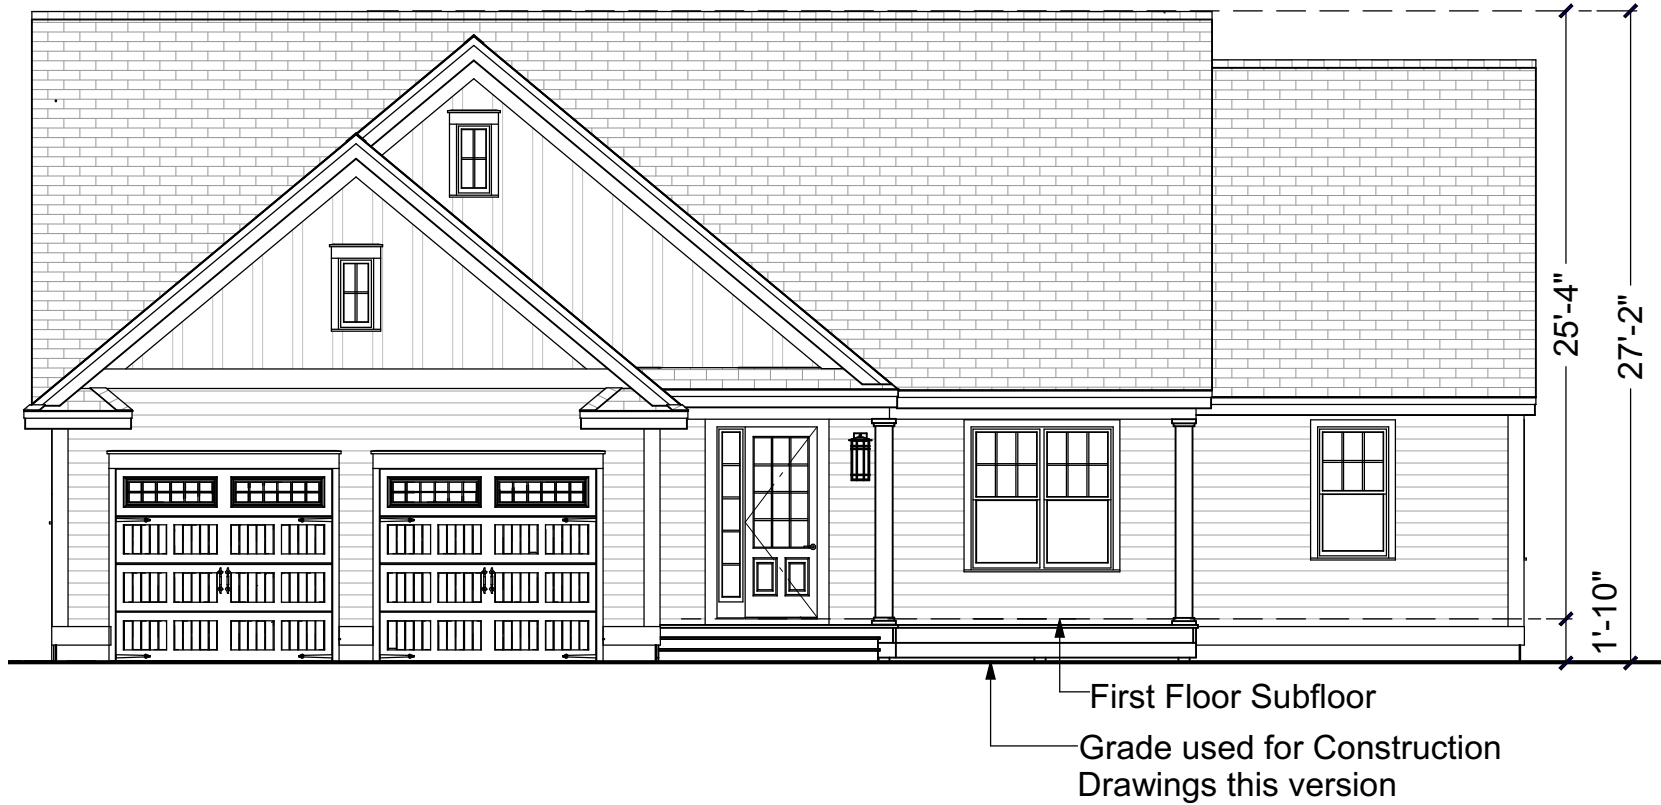 25'-4"
27'-2"
1'-10"
First Floor Subfloor
Grade used for Construction
Drawings this version